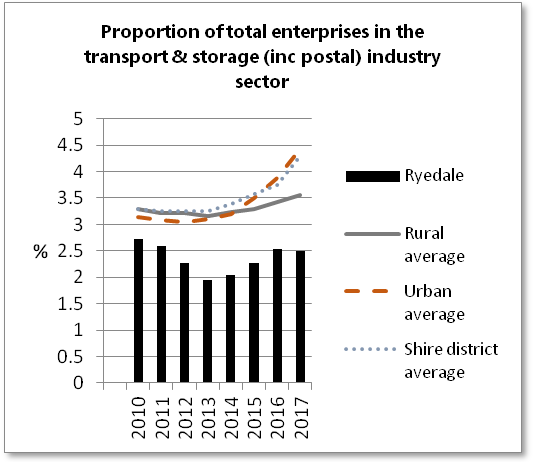 Proportion of total enterprises in the
transport & storage (inc postal) industry
sector
5
4.5
4
3.5
3
2.5
2
1.5
1
0.5
0
%
2010
2011
2012
2013
2014
2015
2016
2017
Ryedale
Rural
average
Urban
average
Shire district
average